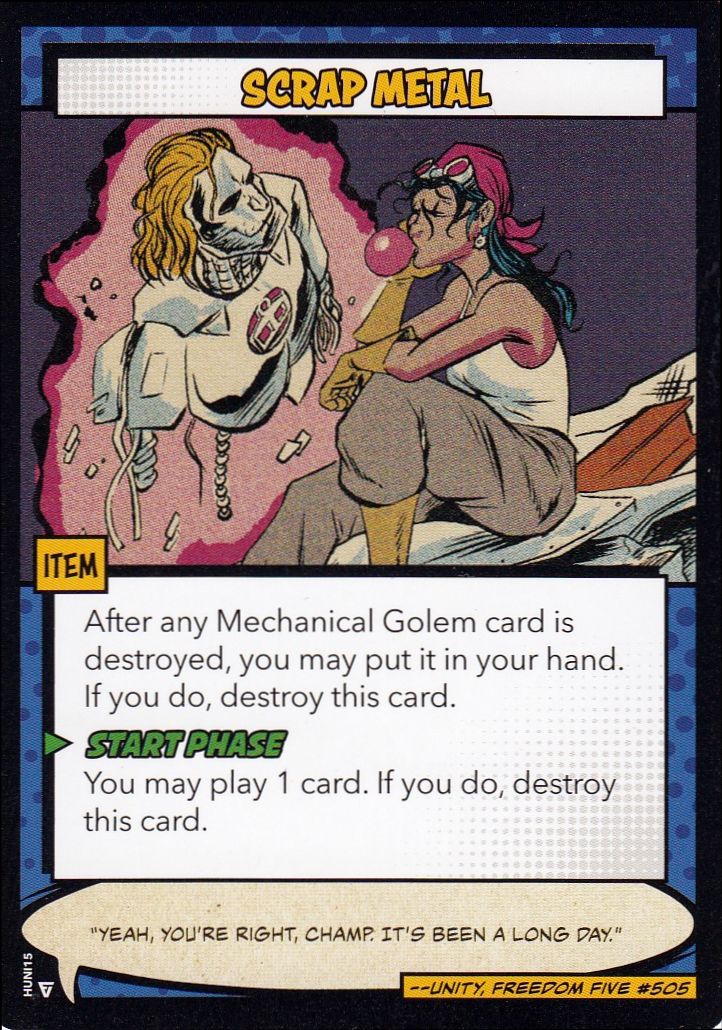 SCRAP METAL
ITEM
After any Mechanical Golem card is
destroyed, you may put it in your hand.
If you do, destroy this card.
START PHASE
You may play 1 card. If you do, destroy
this card.
"YEAH, YOU'RE RIGHT, CHAMP. IT'S BEEN A LONG DAY."
--UNITY, FREEDOM FIVE #505
HUNI15